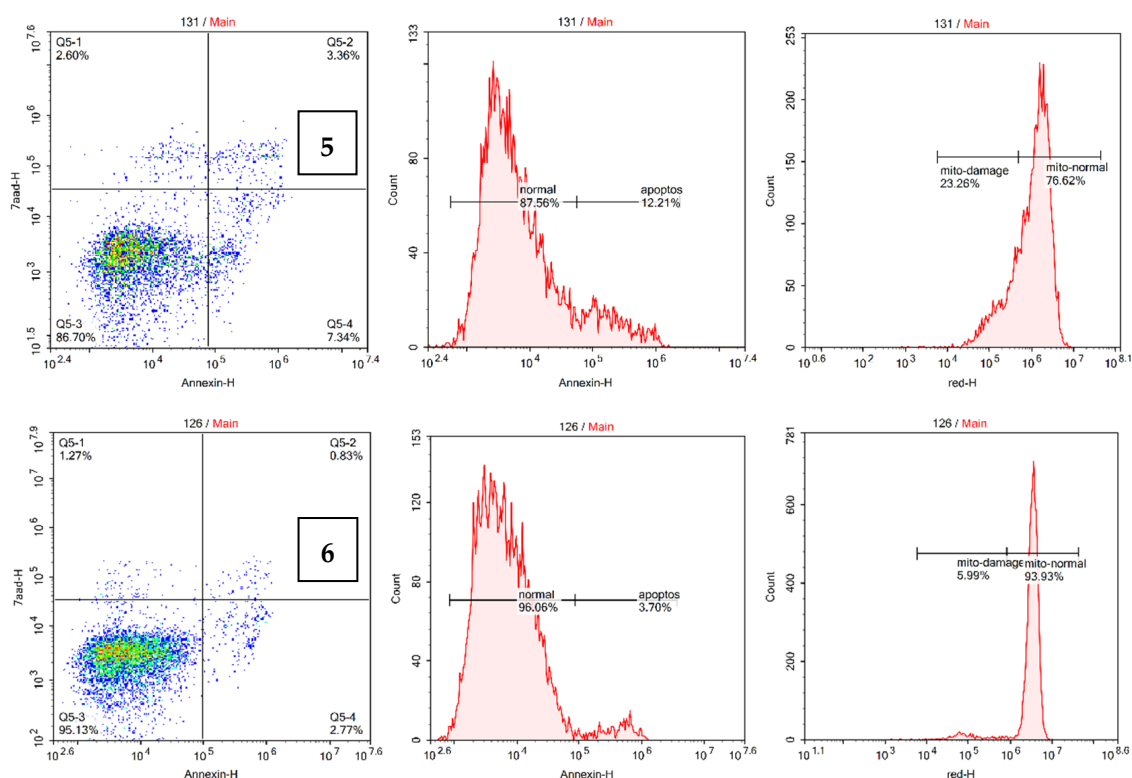 131 / Main
Q5-1
2.60%
Q5-2
3.36%
5
Q5-3
86.70%
Q5-4
7.34%
7aad-H
10^7.6
10^6
10^5
10^4
10^3
10^1.5
10^2.4
10^4
10^5
10^6
10^7.4
Annexin-H
131 / Main
133
80
40
0
Count
normal
87.56%
apoptos
12.21%
10^2.4
10^4
10^5
10^6
10^7.4
Annexin-H
131 / Main
253
200
150
100
50
0
Count
mito-damage
23.26%
mito-normal
76.62%
10^0.6
10^2
10^3
10^4
10^5
10^6
10^7
10^8.1
red-H
126 / Main
Q5-1
1.27%
Q5-2
0.83%
6
Q5-3
95.13%
Q5-4
2.77%
7aad-H
10^7.9
10^7
10^6
10^5
10^4
10^3
10^2
10^2.6
10^4
10^5
10^6
10^7.6
Annexin-H
126 / Main
153
120
80
40
0
Count
normal
96.06%
apoptos
3.70%
10^2.6
10^4
10^5
10^6
10^7.6
Annexin-H
126 / Main
781
600
400
200
0
Count
mito-damage
5.99%
mito-normal
93.93%
10^1.1
10^3
10^4
10^5
10^6
10^7
10^8.6
red-H